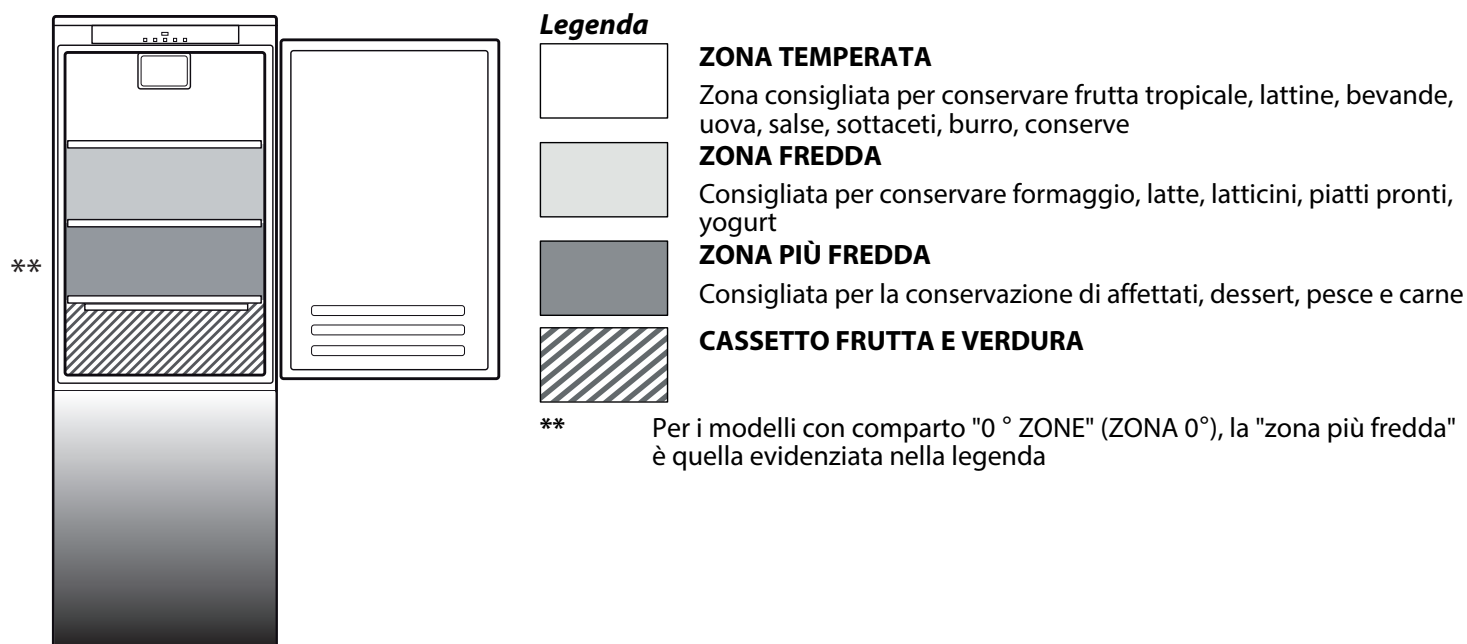 Legenda
ZONA TEMPERATA
Zona consigliata per conservare frutta tropicale, lattine, bevande,
uova, salse, sottaceti, burro, conserve
ZONA FREDDA
Consigliata per conservare formaggio, latte, latticini, piatti pronti,
yogurt
ZONA PIÙ FREDDA
Consigliata per la conservazione di affettati, dessert, pesce e carne
**
CASSETTO FRUTTA E VERDURA
** Per i modelli con comparto "0 ° ZONE" (ZONA 0°), la "zona più fredda"
è quella evidenziata nella legenda